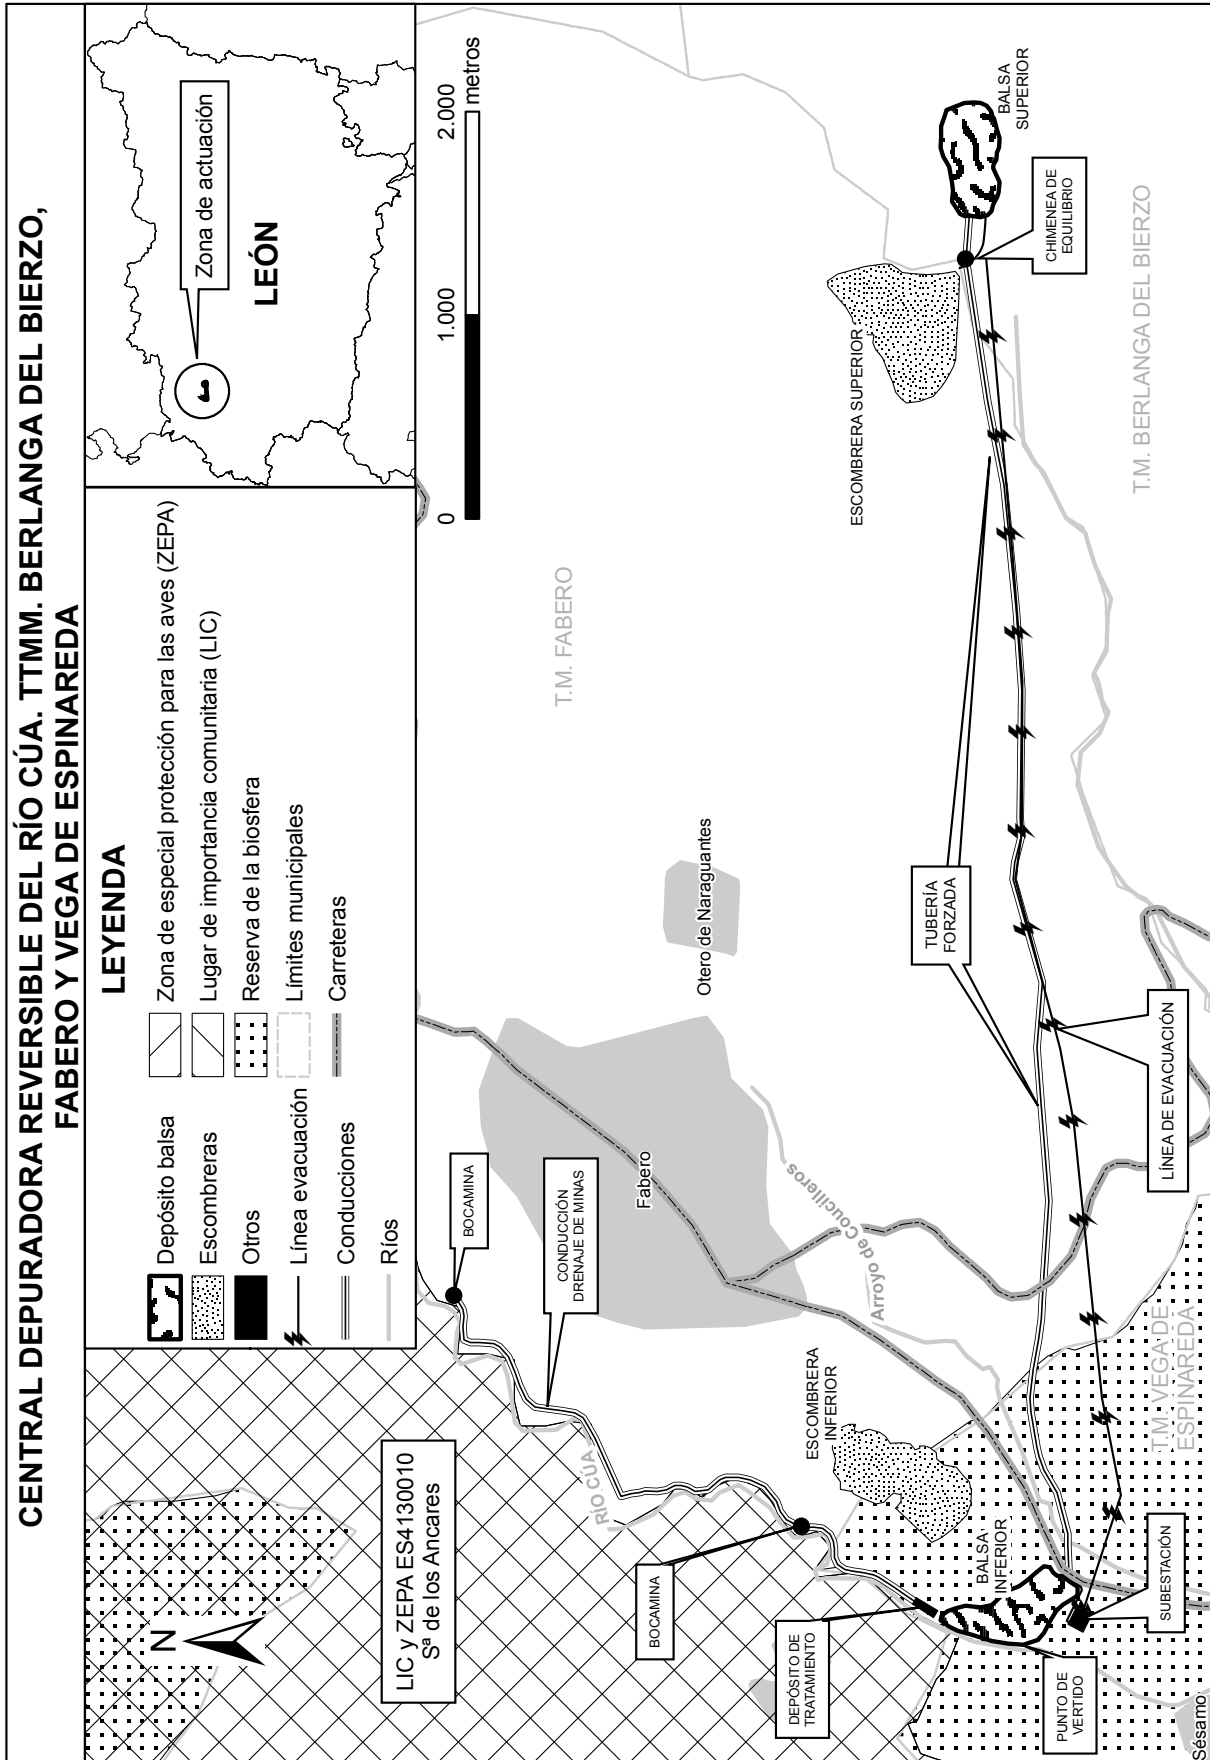 CENTRAL DEPURADORA REVERSIBLE DEL RÍO CÚA. TTMM. BERLANGA DEL BIERZO,
FABERO Y VEGA DE ESPINAREDA
LEYENDA
Depósito balsa
Escombreras
Otros
Línea evacuación
Conducciones
Ríos
Zona de especial protección para las aves (ZEPA)
Lugar de importancia comunitaria (LIC)
Reserva de la biosfera
Límites municipales
Carreteras
Zona de actuación
LEÓN
0
1.000
2.000
metros
N
LIC y ZEPA ES4130010
Sª de los Ancares
BOCAMINA
CONDUCCIÓN
DRENAJE DE MINAS
RÍO CÚA
Fabero
T.M. FABERO
Otero de Naraguantes
BOCAMINA
DEPÓSITO DE
TRATAMIENTO
ESCOMBRERA
INFERIOR
Arroyo de Coucilleros
ESCOMBRERA SUPERIOR
TUBERÍA
FORZADA
BALSA
SUPERIOR
CHIMENEA DE
EQUILIBRIO
T.M. BERLANGA DEL BIERZO
BALSA
INFERIOR
PUNTO DE
VERTIDO
SUBESTACIÓN
LÍNEA DE EVACUACIÓN
T.M. VEGA DE
ESPINAREDA
Sésamo